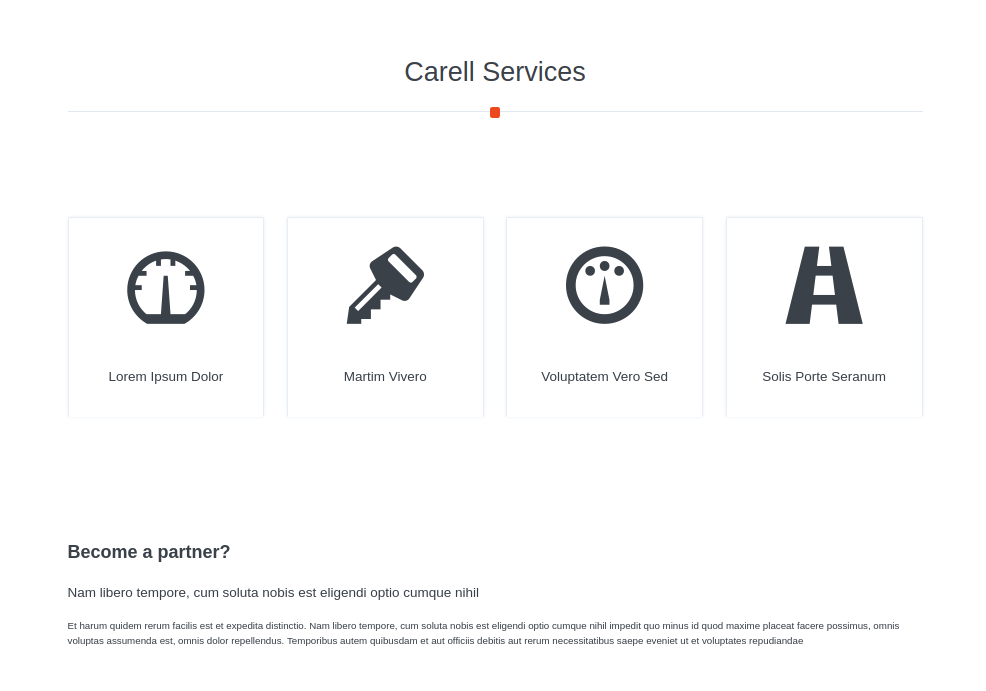 Carell Services
Lorem Ipsum Dolor
Martim Vivero
Voluptatem Vero Sed
Solis Porte Seranum
Become a partner?
Nam libero tempore, cum soluta nobis est eligendi optio cumque nihil
Et harum quidem rerum facilis est et expedita distinctio. Nam libero tempore, cum soluta nobis est eligendi optio cumque nihil impedit quo minus id quod maxime placeat facere possimus, omnis
voluptas assumenda est, omnis dolor repellendus. Temporibus autem quibusdam et aut officiis debitis aut rerum necessitatibus saepe eveniet ut et voluptates repudiandae